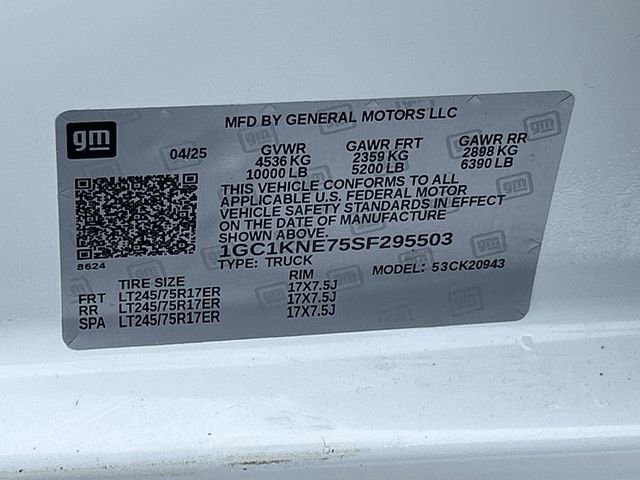 gm
MFD BY GENERAL MOTORS LLC
04/25 GVWR GAWR FRT GAWR RR
4536 KG 2359 KG 2898 KG
10000 LB 5200 LB 6390 LB
THIS VEHICLE CONFORMS TO ALL
APPLICABLE U.S. FEDERAL MOTOR
VEHICLE SAFETY STANDARDS IN EFFECT
ON THE DATE OF MANUFACTURE
SHOWN ABOVE.
1GC1KNE75SF295503
8624
TYPE: TRUCK MODEL: 53CK20943
TIRE SIZE RIM
FRT LT245/75R17ER 17X7.5J
RR LT245/75R17ER 17X7.5J
SPA LT245/75R17ER 17X7.5J